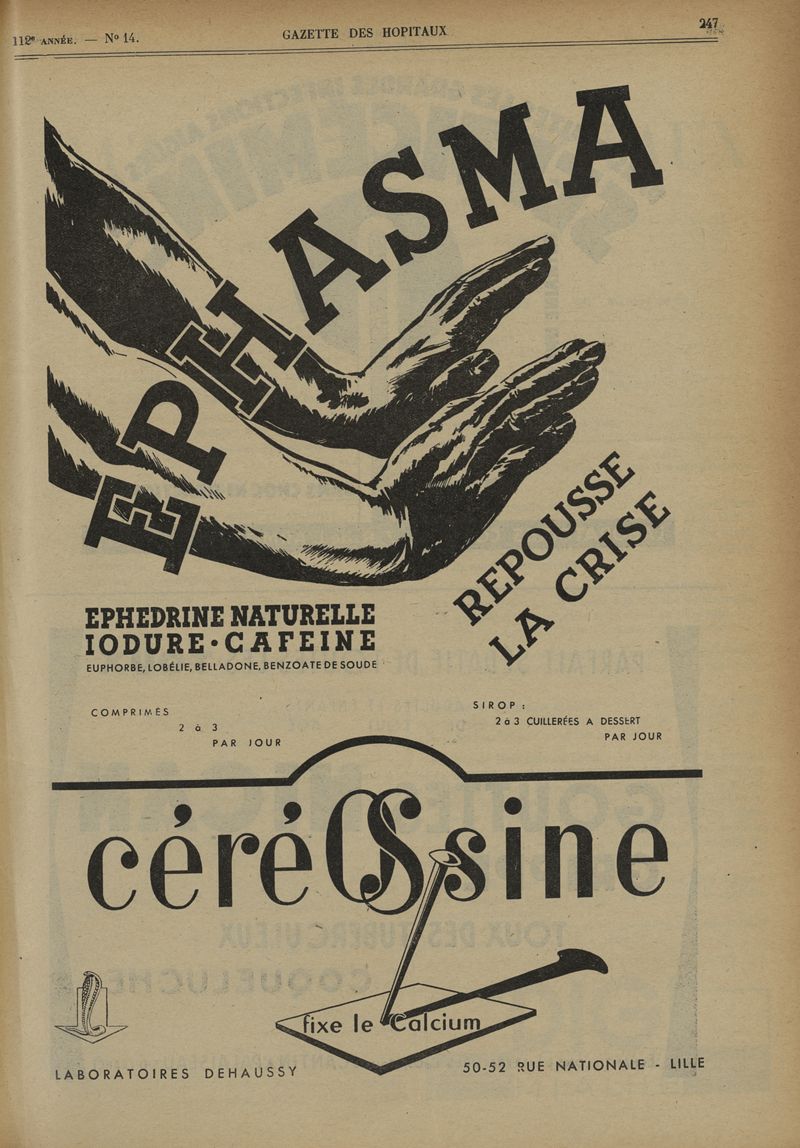 112e ANNÉE. — No 14.
GAZETTE DES HOPITAUX
247
EPHASMA
REPOUSSE
LA CRISE
EPHEDRINE NATURELLE
IODURE • CAFEINE
EUPHORBE, LOBÉLIE, BELLADONE, BENZOATE DE SOUDE
COMPRIMÉS
2 à 3
PAR JOUR
SIROP :
2 à 3 CUILLERÉES A DESSERT
PAR JOUR
céréOSsine
fixe le Calcium
LABORATOIRES DEHAUSSY
50-52 RUE NATIONALE - LILLE